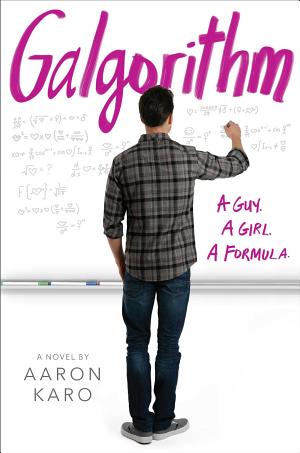 Galgorithm
A GUY.
A GIRL.
A FORMULA.
A NOVEL BY
AARON
KARO